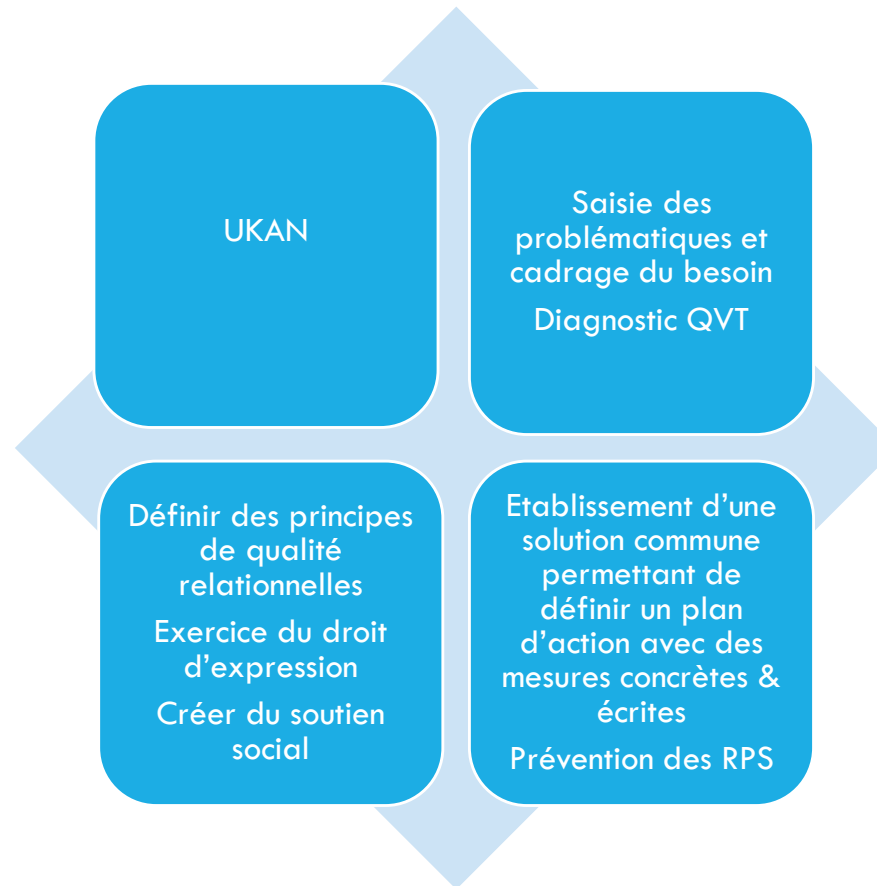 UKAN
Saisie des
problématiques et
cadrage du besoin
Diagnostic QVT
Définir des principes
de qualité
relationnelles
Exercice du droit
d’expression
Créer du soutien
social
Etablissement d’une
solution commune
permettant de
définir un plan
d’action avec des
mesures concrètes &
écrites
Prévention des RPS